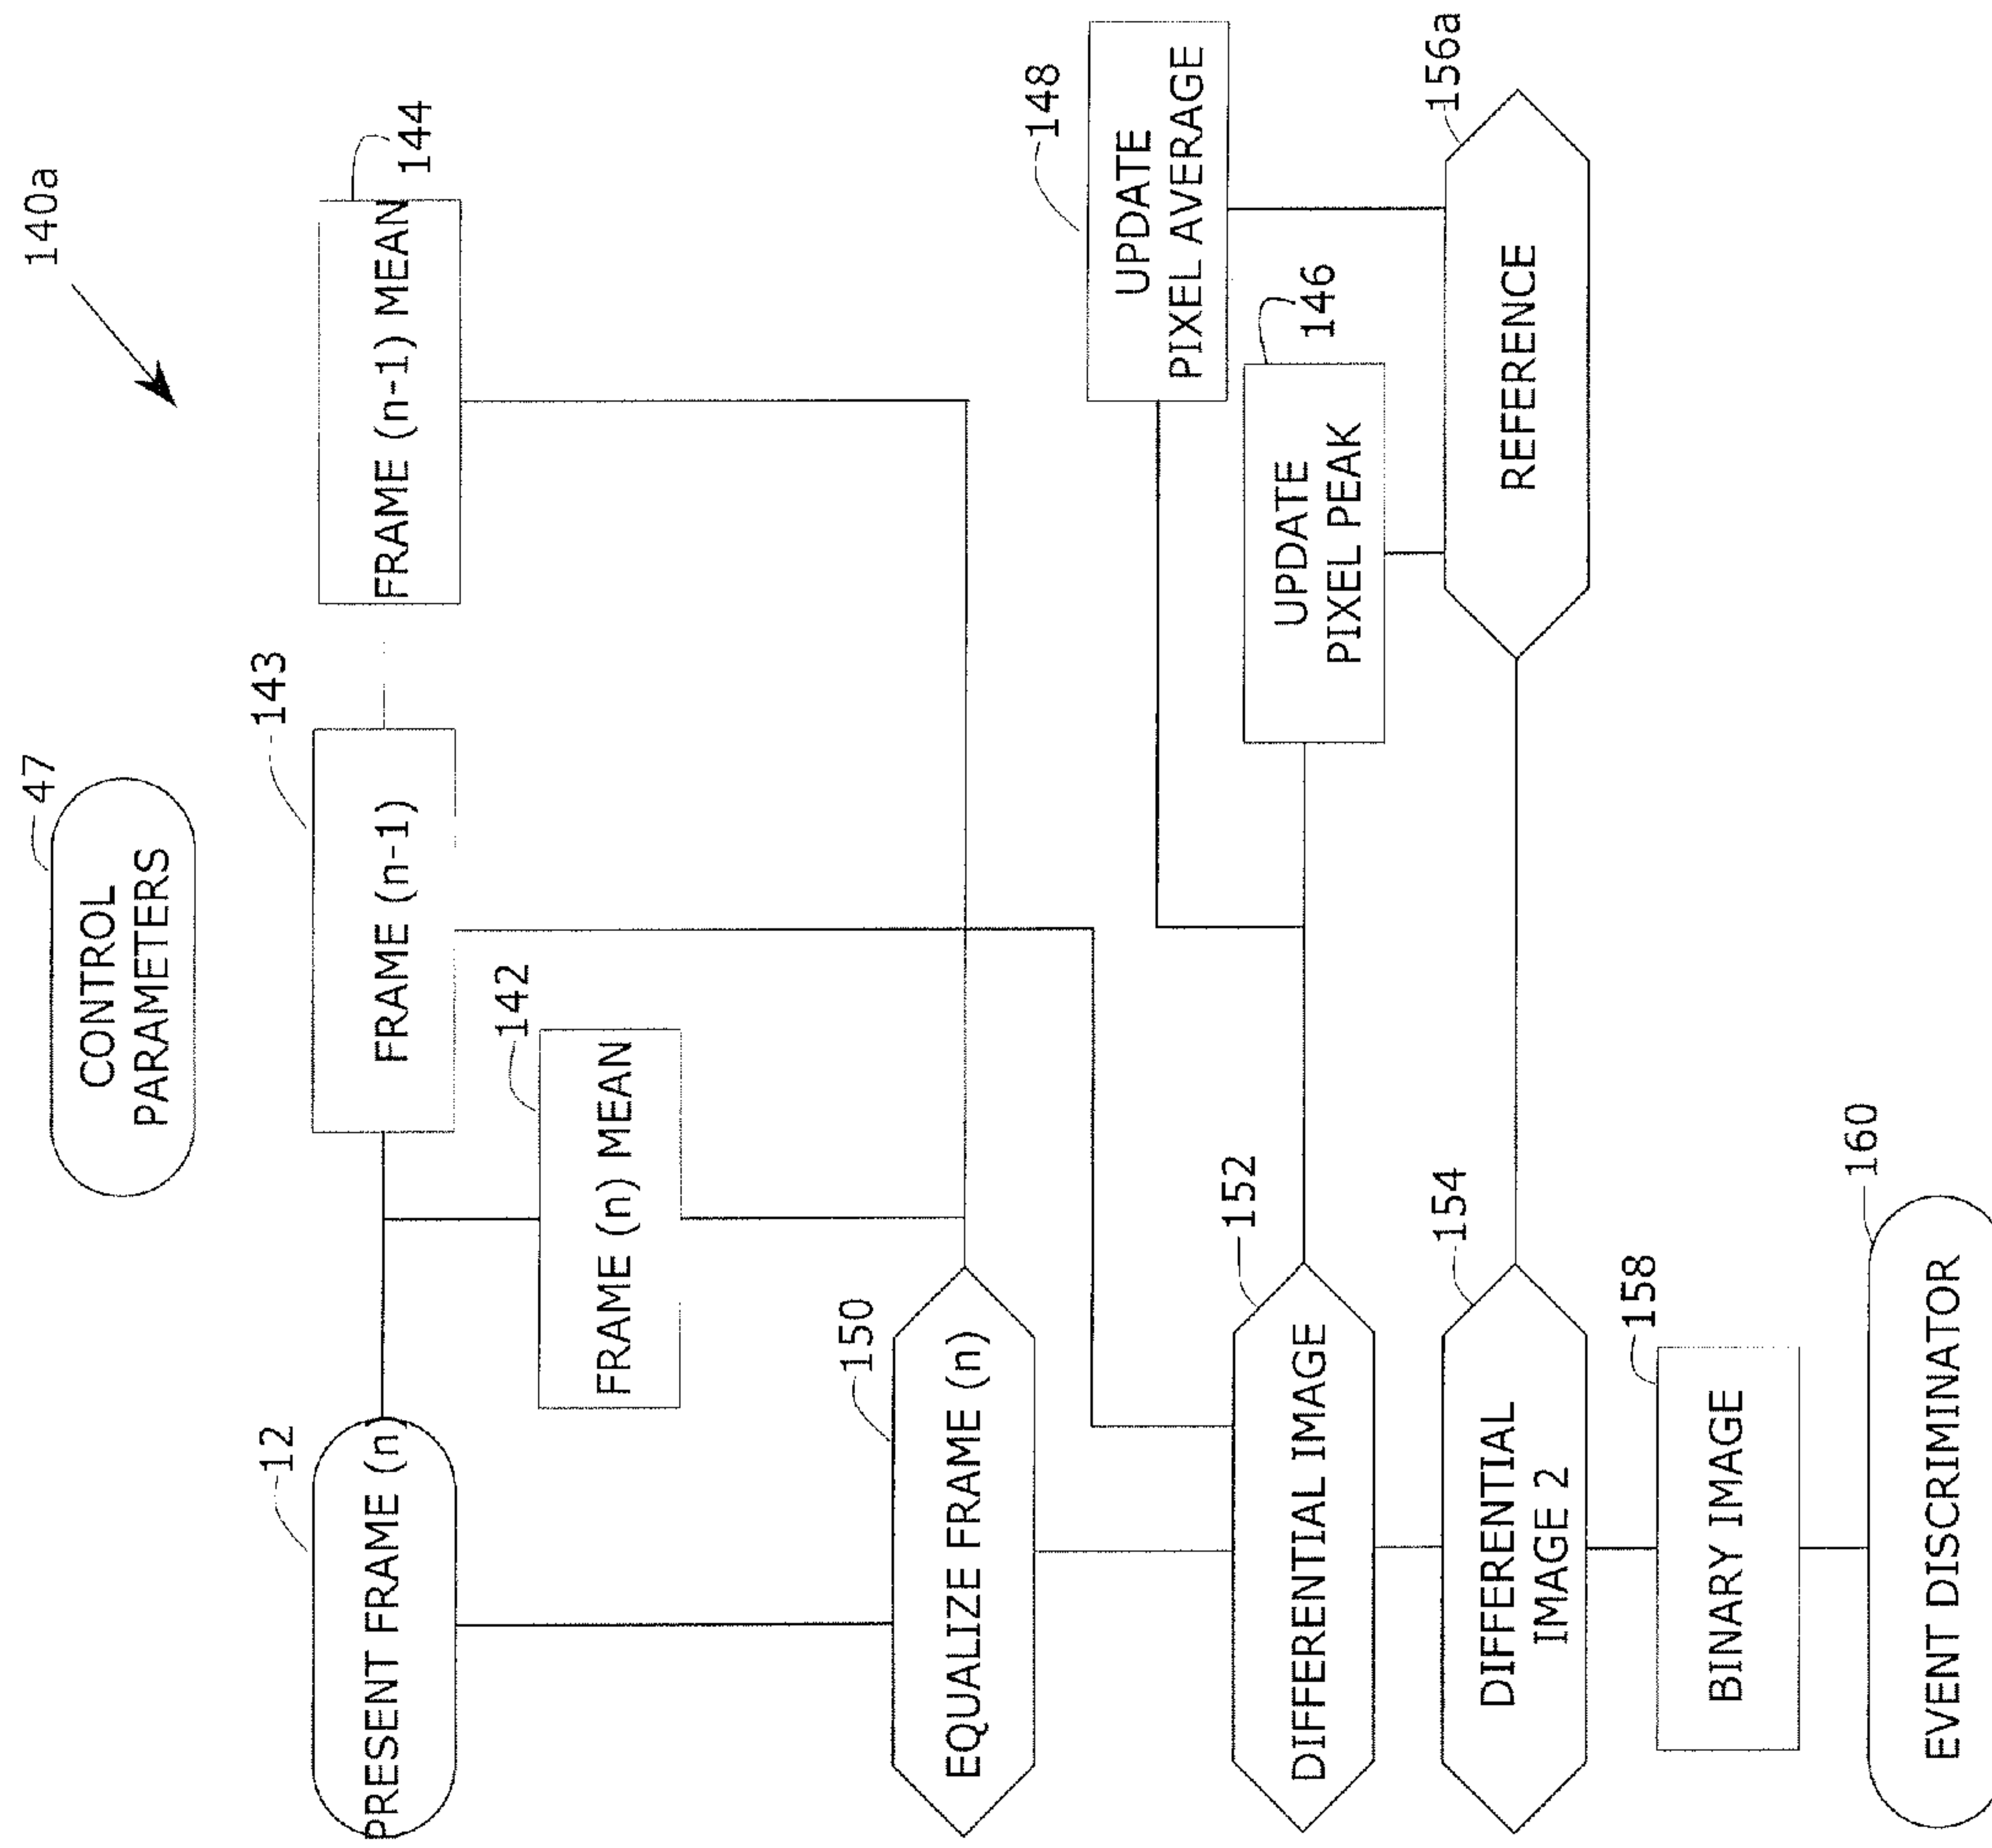 140a
47
CONTROL
PARAMETERS
12
PRESENT FRAME (n)
143
FRAME (n-1)
144
FRAME (n-1) MEAN
142
FRAME (n) MEAN
150
EQUALIZE FRAME (n)
148
UPDATE
PIXEL AVERAGE
152
DIFFERENTIAL IMAGE
146
UPDATE
PIXEL PEAK
154
DIFFERENTIAL
IMAGE 2
156a
REFERENCE
158
BINARY IMAGE
160
EVENT DISCRIMINATOR